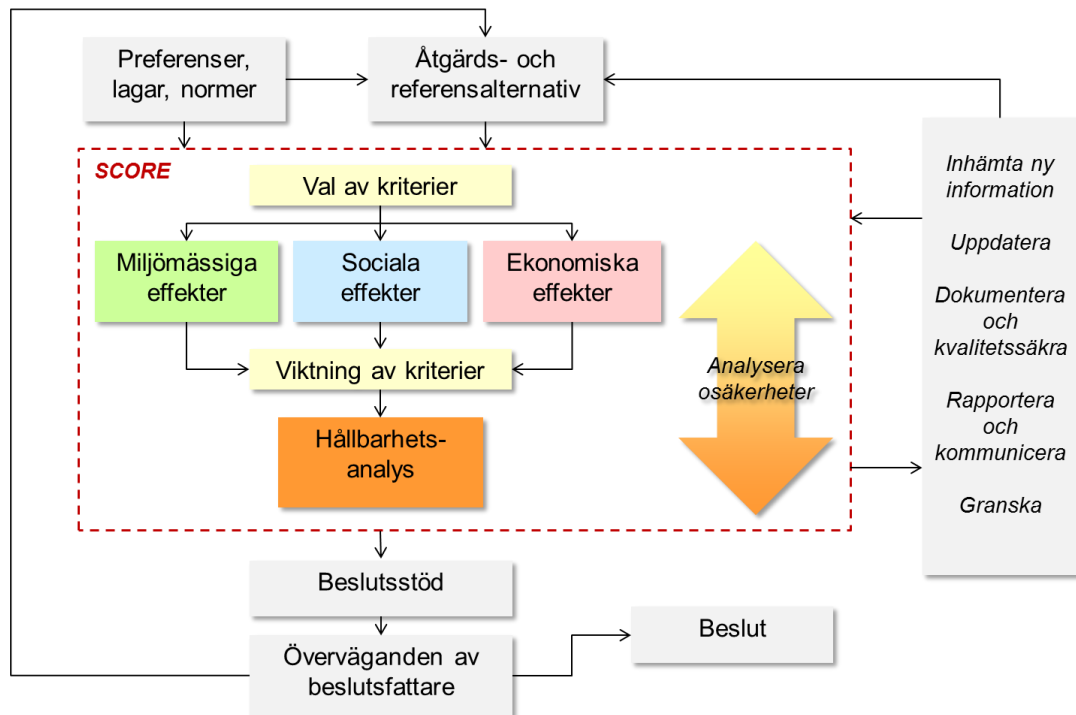 Preferenser,
lagar, normer
Åtgärds- och
referensalternativ
SCORE
Val av kriterier
Miljömässiga
effekter
Sociala
effekter
Ekonomiska
effekter
Viktning av kriterier
Hållbarhets-
analys
Analysera
osäkerheter
Inhämta ny
information
Uppdatera
Dokumentera
och
kvalitetssäkra
Rapportera
och
kommunicera
Granska
Beslutsstöd
Överväganden av
beslutsfattare
Beslut